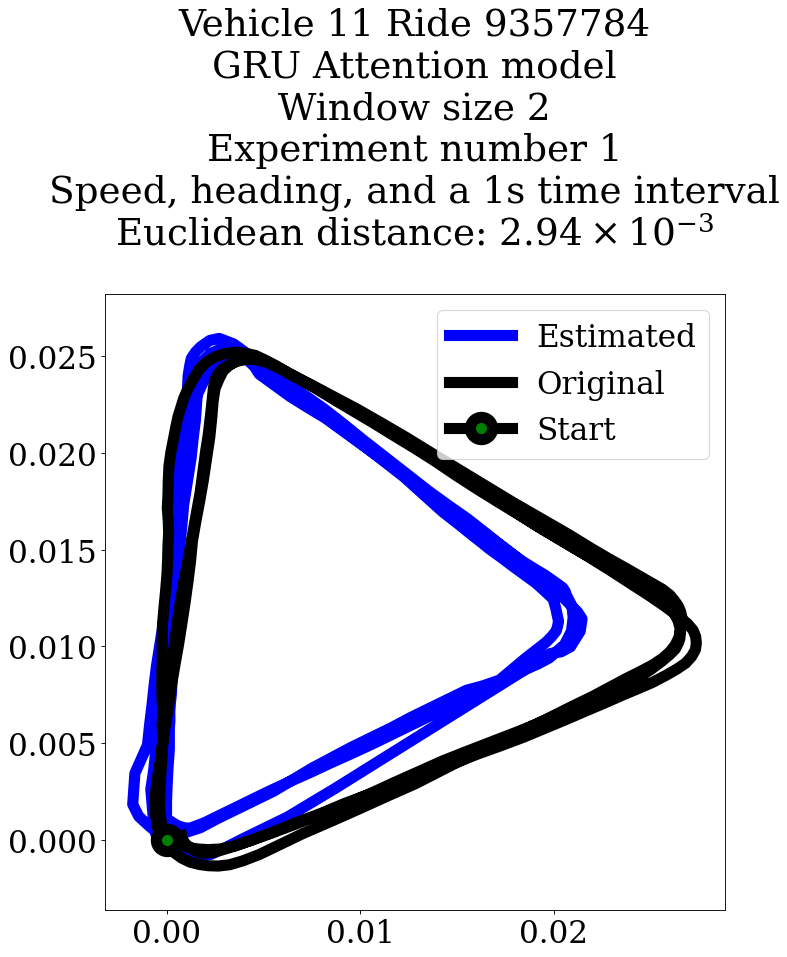 Vehicle 11 Ride 9357784
GRU Attention model
Window size 2
Experiment number 1
Speed, heading, and a 1s time interval
Euclidean distance: 2.94 × 10⁻³
Estimated
Original
Start
0.025
0.020
0.015
0.010
0.005
0.000
0.00 0.01 0.02